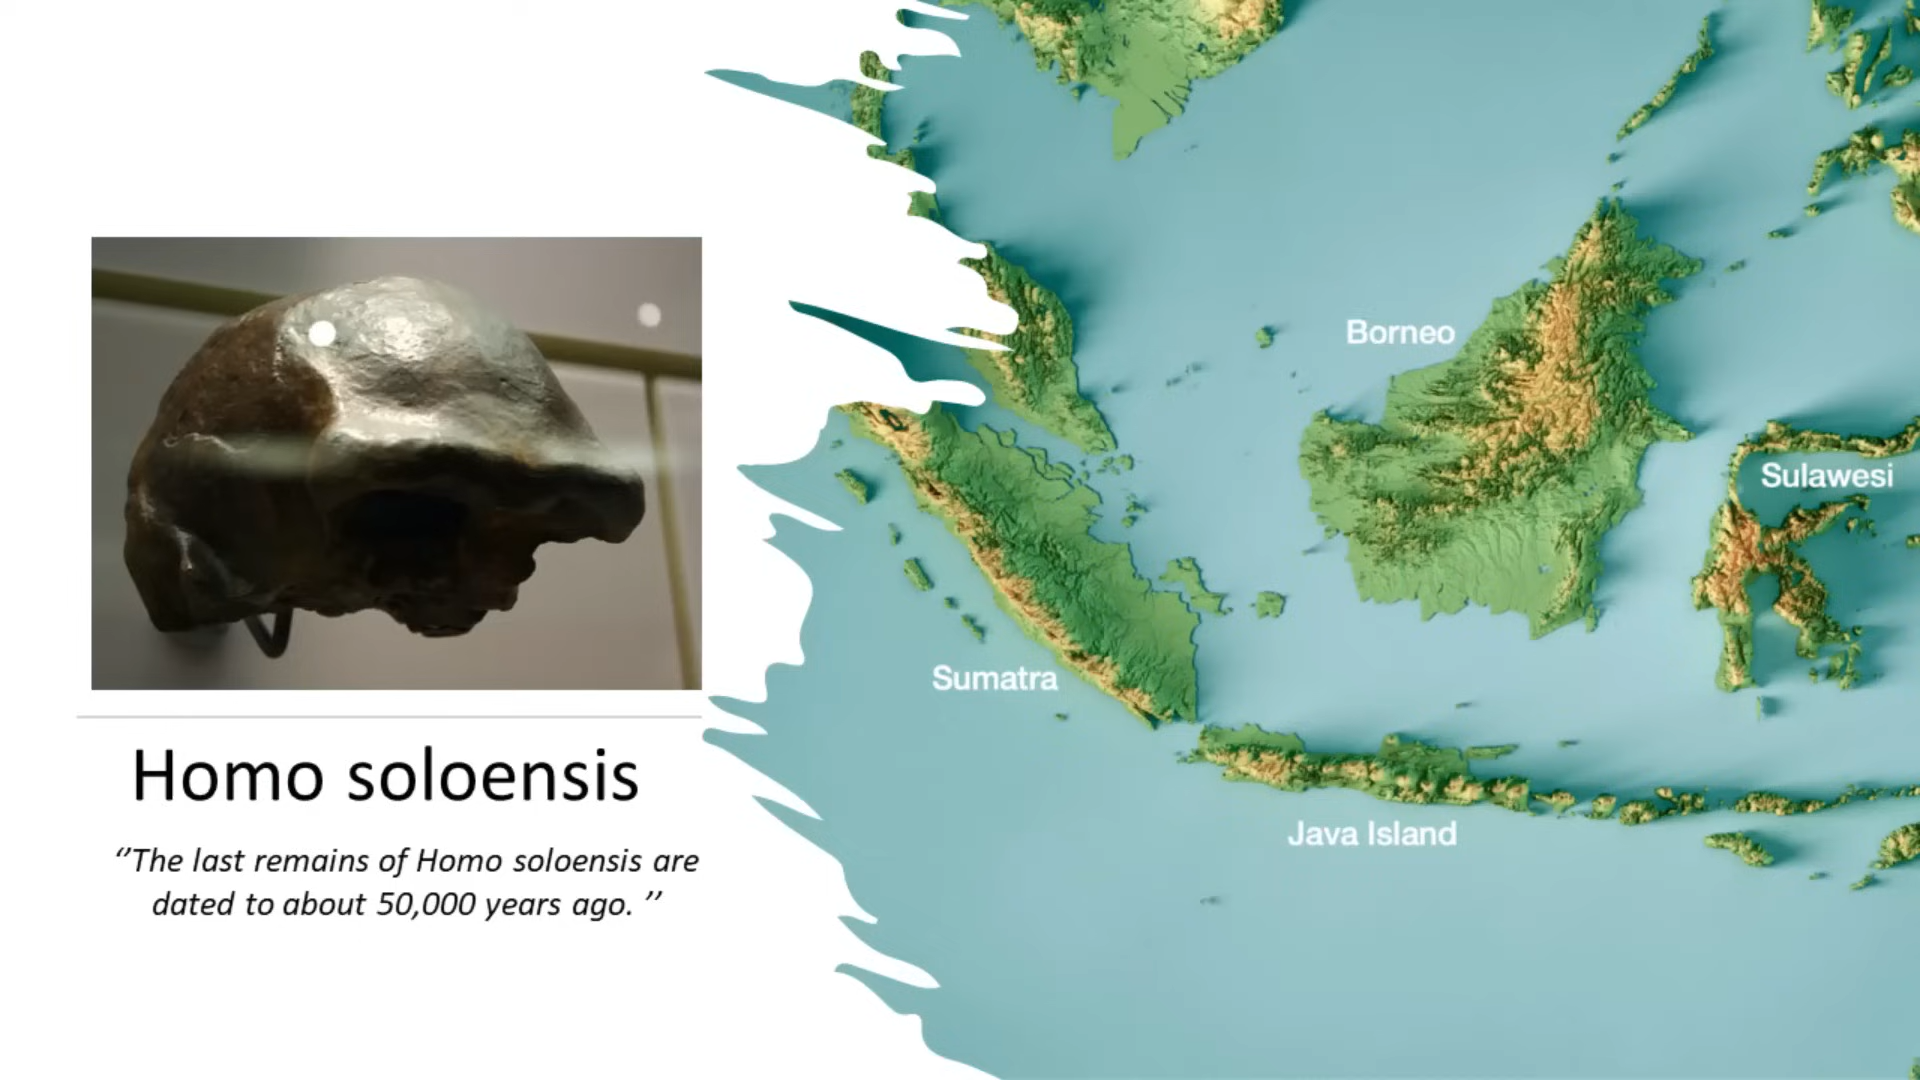 Homo soloensis
‘’The last remains of Homo soloensis are
dated to about 50,000 years ago. ’’
Borneo
Sulawesi
Sumatra
Java Island